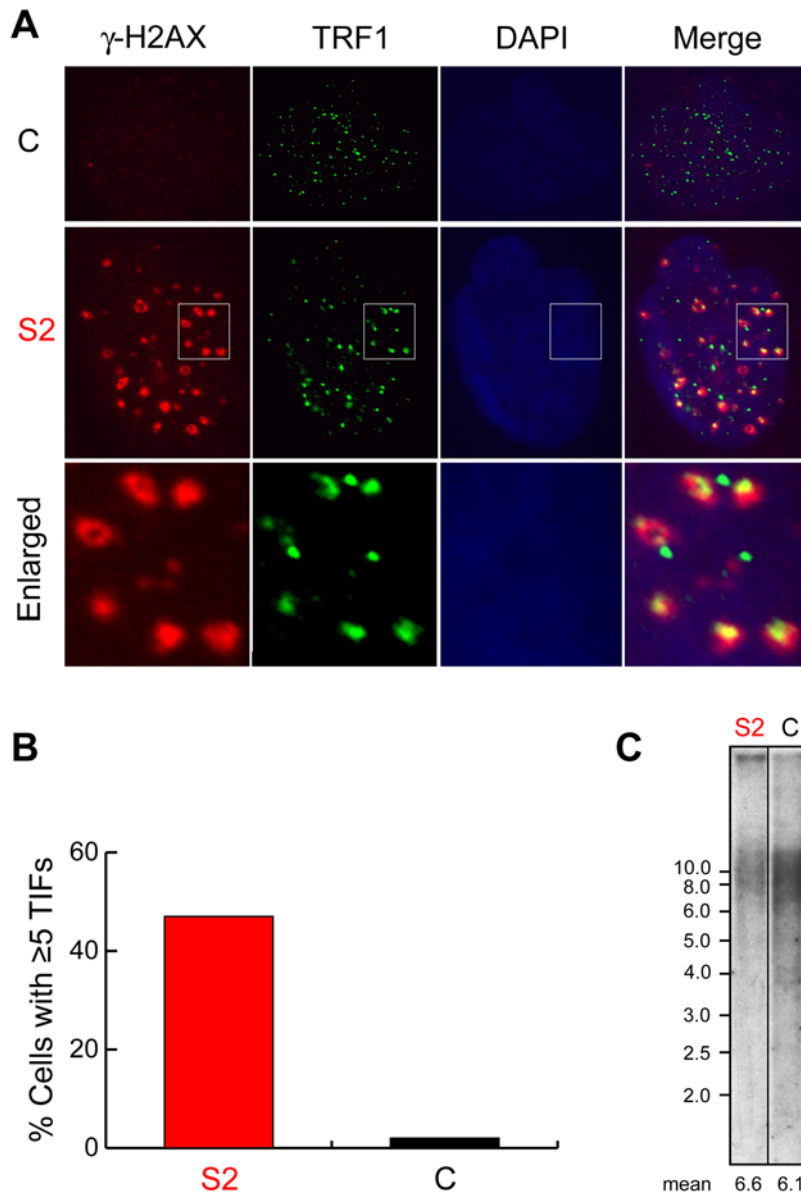 A
γ-H2AX TRF1 DAPI Merge
C
S2
Enlarged
B
% Cells with ≥5 TIFs
60
40
20
0
S2 C
C
S2 C
10.0
8.0
6.0
5.0
4.0
3.0
2.5
2.0
mean 6.6 6.1